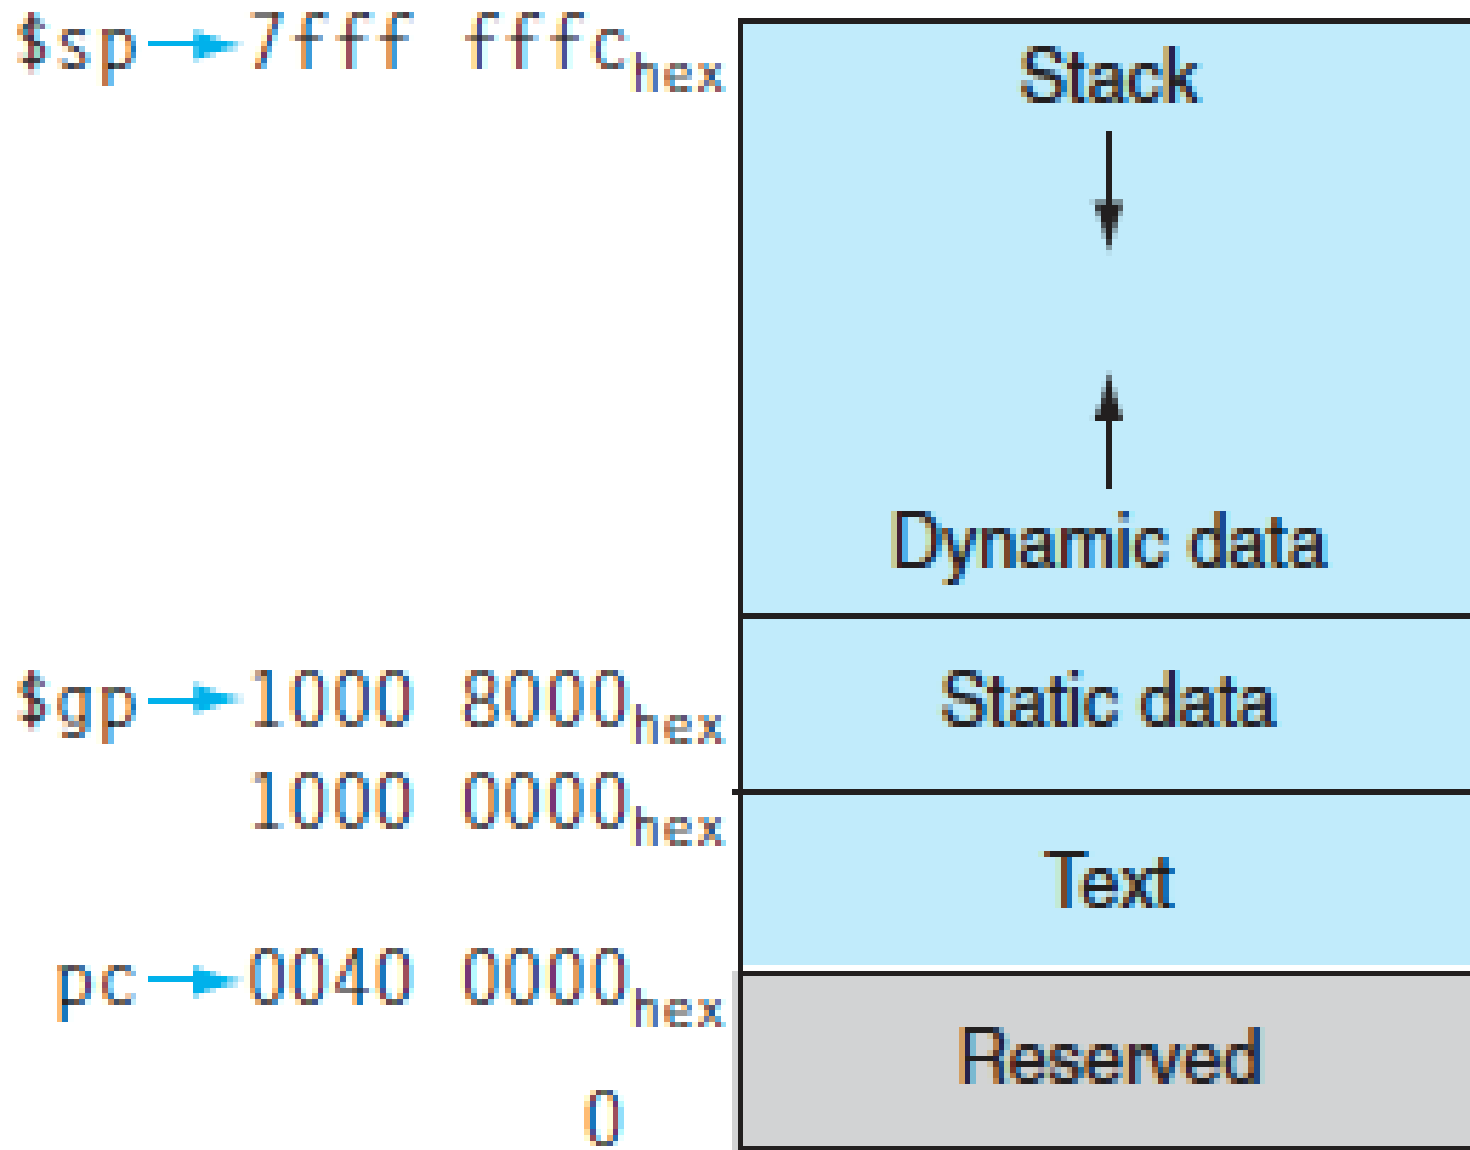 $sp 7fff fffc hex
Stack
Dynamic data
$gp 1000 8000 hex
Static data
1000 0000 hex
Text
pc 0040 0000 hex
Reserved
0